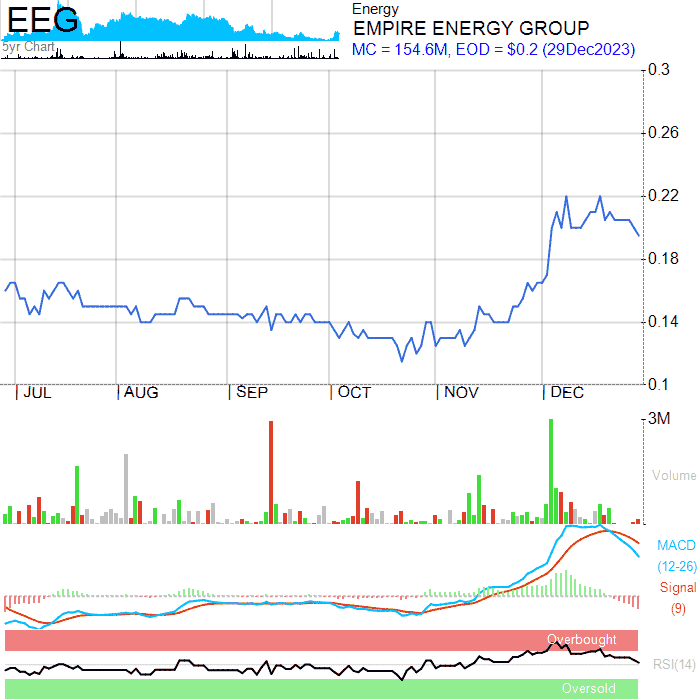 EEG
5yr Chart
Energy
EMPIRE ENERGY GROUP
MC = 154.6M, EOD = $0.2 (29Dec2023)
0.3
0.26
0.22
0.18
0.14
0.1
JUL
AUG
SEP
OCT
NOV
DEC
3M
Volume
MACD
(12-26)
Signal
(9)
Overbought
RSI(14)
Oversold